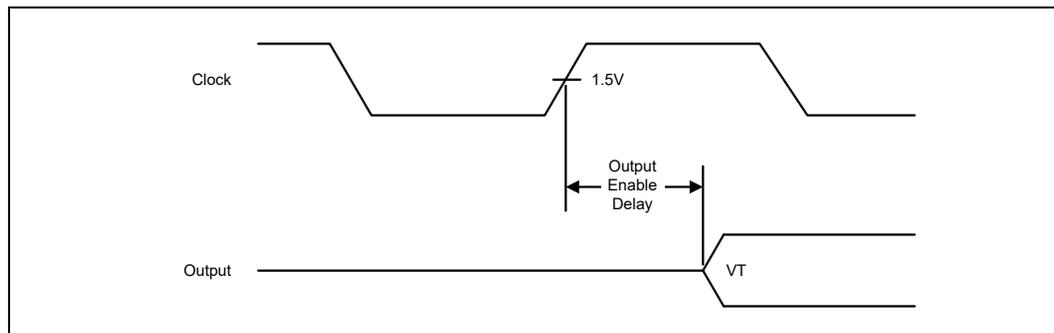 Clock
1.5V
Output
Enable
Delay
Output
VT